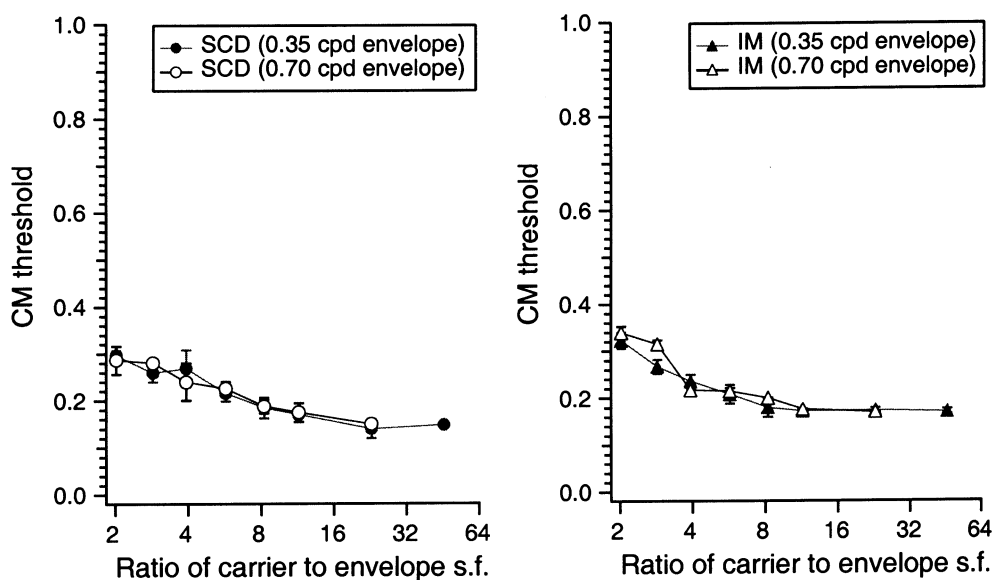 SCD (0.35 cpd envelope)
SCD (0.70 cpd envelope)
CM threshold
1.0
0.8
0.6
0.4
0.2
0.0
2 4 8 16 32 64
Ratio of carrier to envelope s.f.
IM (0.35 cpd envelope)
IM (0.70 cpd envelope)
CM threshold
1.0
0.8
0.6
0.4
0.2
0.0
2 4 8 16 32 64
Ratio of carrier to envelope s.f.